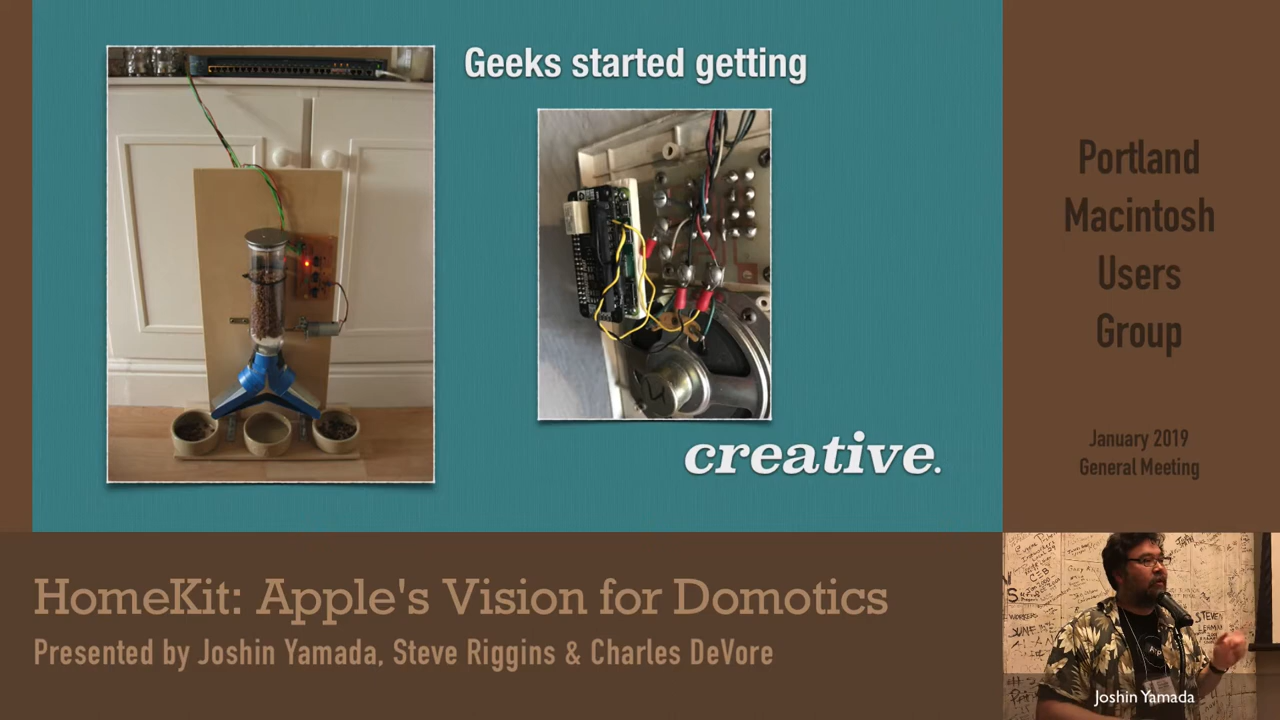 Geeks started getting
creative.
Portland
Macintosh
Users
Group
January 2019
General Meeting
HomeKit: Apple's Vision for Domotics
Presented by Joshin Yamada, Steve Riggins & Charles DeVore
STEVEN
Joshin Yamada